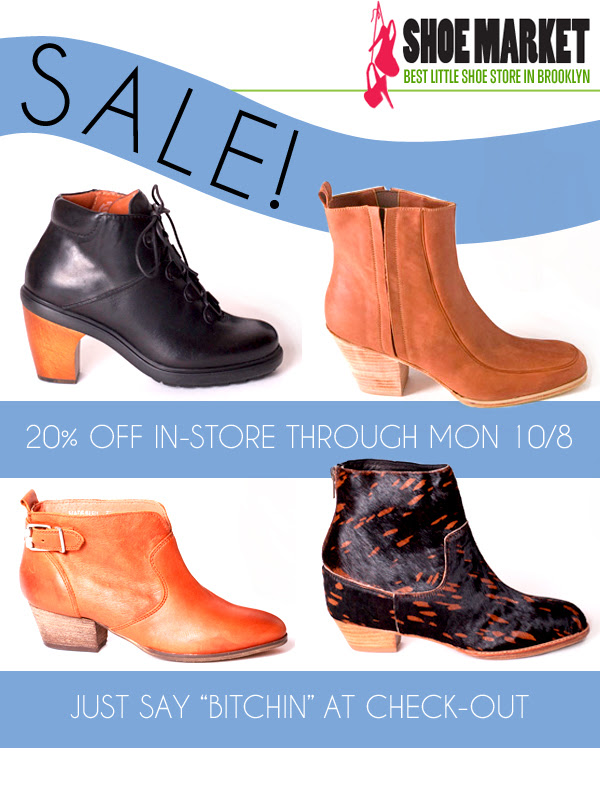 SHOE MARKET
BEST LITTLE SHOE STORE IN BROOKLYN
SALE!
20% OFF IN-STORE THROUGH MON 10/8
JUST SAY “BITCHIN” AT CHECK-OUT